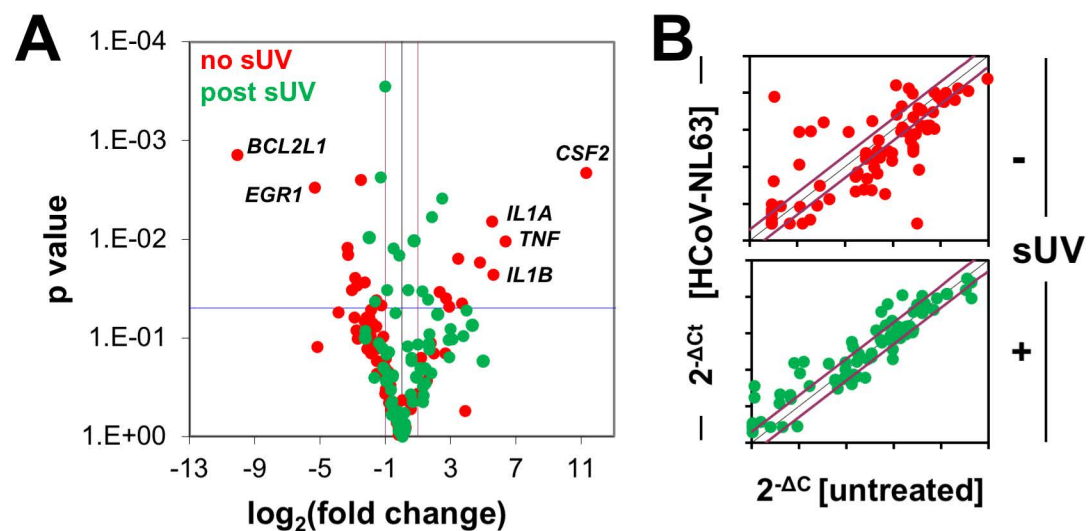 A
1.E-04
1.E-03
1.E-02
1.E-01
1.E+00
p value
no sUV
post sUV
BCL2L1
EGR1
CSF2
IL1A
TNF
IL1B
-13 -9 -5 -1 3 7 11
log2(fold change)
B
2-ΔCt [HCoV-NL63]
-
sUV
+
2-ΔC [untreated]